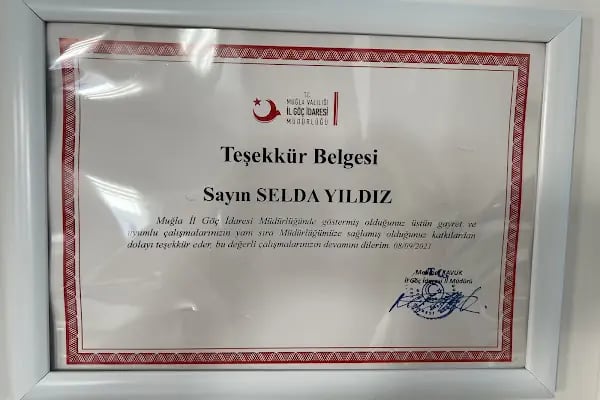 T.C.
MUĞLA VALİLİĞİ
İL GÖÇ İDARESİ
MÜDÜRLÜĞÜ
Teşekkür Belgesi
Sayın SELDA YILDIZ
Muğla İl Göç İdaresi Müdürlüğünde göstermiş olduğunuz üstün gayret ve
uyumlu çalışmalarınızın yanı sıra Müdürlüğümüze sağlamış olduğunuz katkılardan
dolayı teşekkür eder, bu değerli çalışmalarınızın devamını dilerim. 08/09/2021
KAVUK
İl Göç İdaresi İl Müdürü